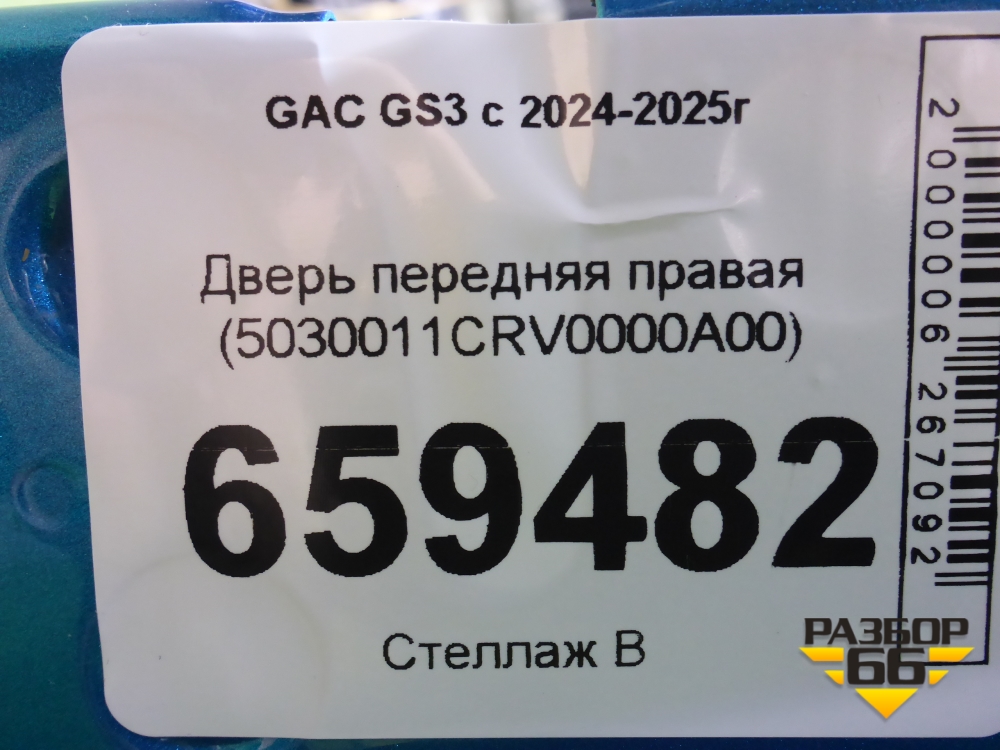 GAC GS3 с 2024-2025г
Дверь передняя правая
(5030011CRV0000A00)
659482
Стеллаж В
2000006267092
РАЗБОР
66